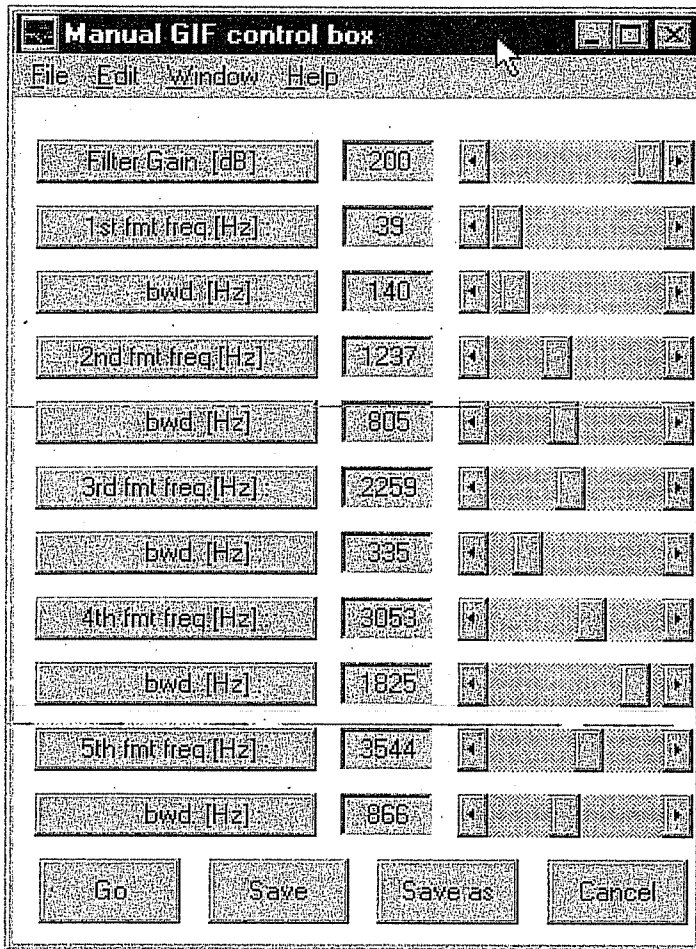 Manual GIF control box
File Edit Window Help
Filter Gain. [dB] 200
1st fmt freq.[Hz] 39
bwd. [Hz] 140
2nd fmt freq.[Hz] 1237
bwd. [Hz] 805
3rd fmt freq.[Hz] 2259
bwd. [Hz] 335
4th fmt freq.[Hz] 3053
bwd. [Hz] 1825
5th fmt freq.[Hz] 3544
bwd. [Hz] 866
Go Save Save as Cancel